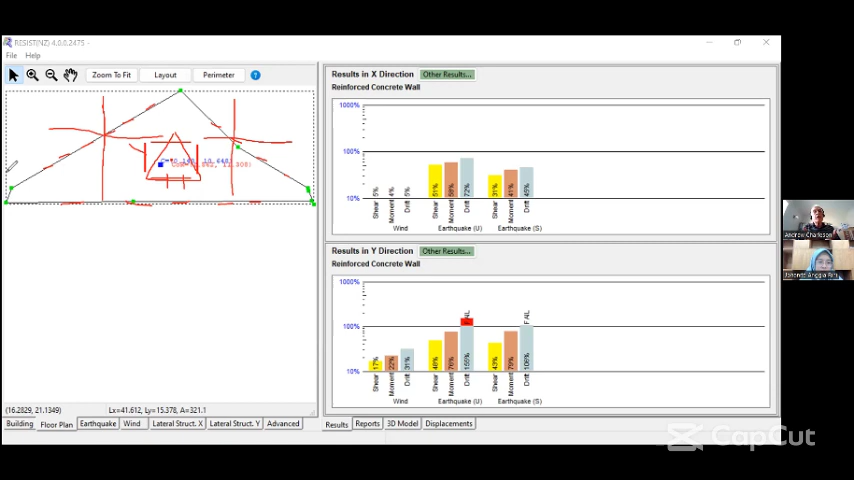 RESIST(NZ) 4.0.0.2475 -
File Help
Zoom To Fit Layout Perimeter ?
(16.2829, 21.1349) Lx=41.612, Ly=15.378, A=321.1
Building Floor Plan Earthquake Wind Lateral Struct. X Lateral Struct. Y Advanced
Results in X Direction Other Results...
Reinforced Concrete Wall
1000%
100%
10%
Shear 5%
Moment 4%
Drift 5%
Wind
Shear 51%
Moment 59%
Drift 72%
Earthquake (U)
Shear 31%
Moment 41%
Drift 45%
Earthquake (S)
Results in Y Direction Other Results...
Reinforced Concrete Wall
1000%
100%
10%
Shear 17%
Moment 22%
Drift 31%
Wind
Shear 48%
Moment 76%
Drift 155% FAIL
Earthquake (U)
Shear 43%
Moment 79%
Drift 106% FAIL
Earthquake (S)
Results Reports 3D Model Displacements
Andrew Charleson
CapCut